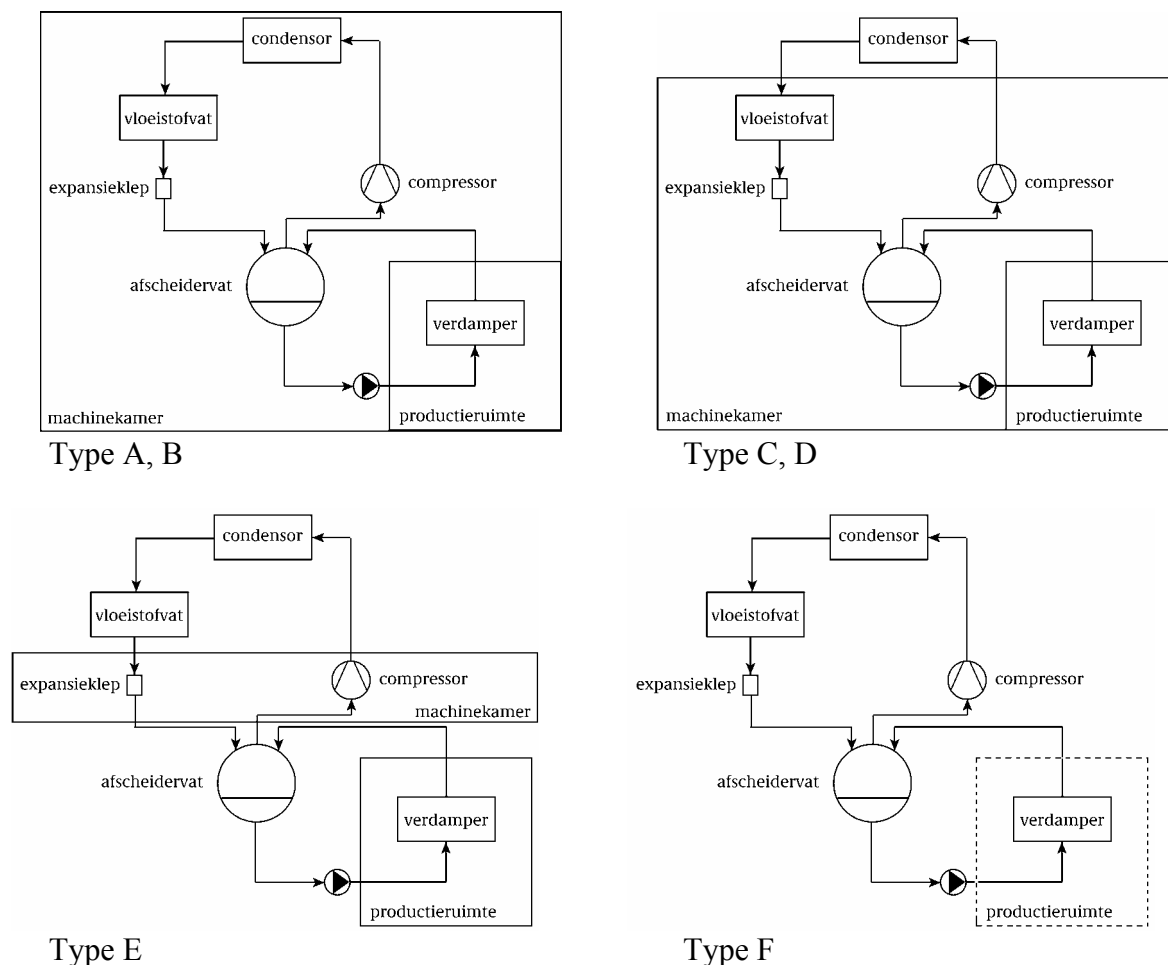 condensor
vloeistofvat
expansieklep
compressor
afscheidervat
verdamper
machinekamer
productieruimte
Type A, B
condensor
vloeistofvat
expansieklep
compressor
afscheidervat
verdamper
machinekamer
productieruimte
Type C, D
condensor
vloeistofvat
expansieklep
compressor
machinekamer
afscheidervat
verdamper
productieruimte
Type E
condensor
vloeistofvat
expansieklep
compressor
afscheidervat
verdamper
productieruimte
Type F